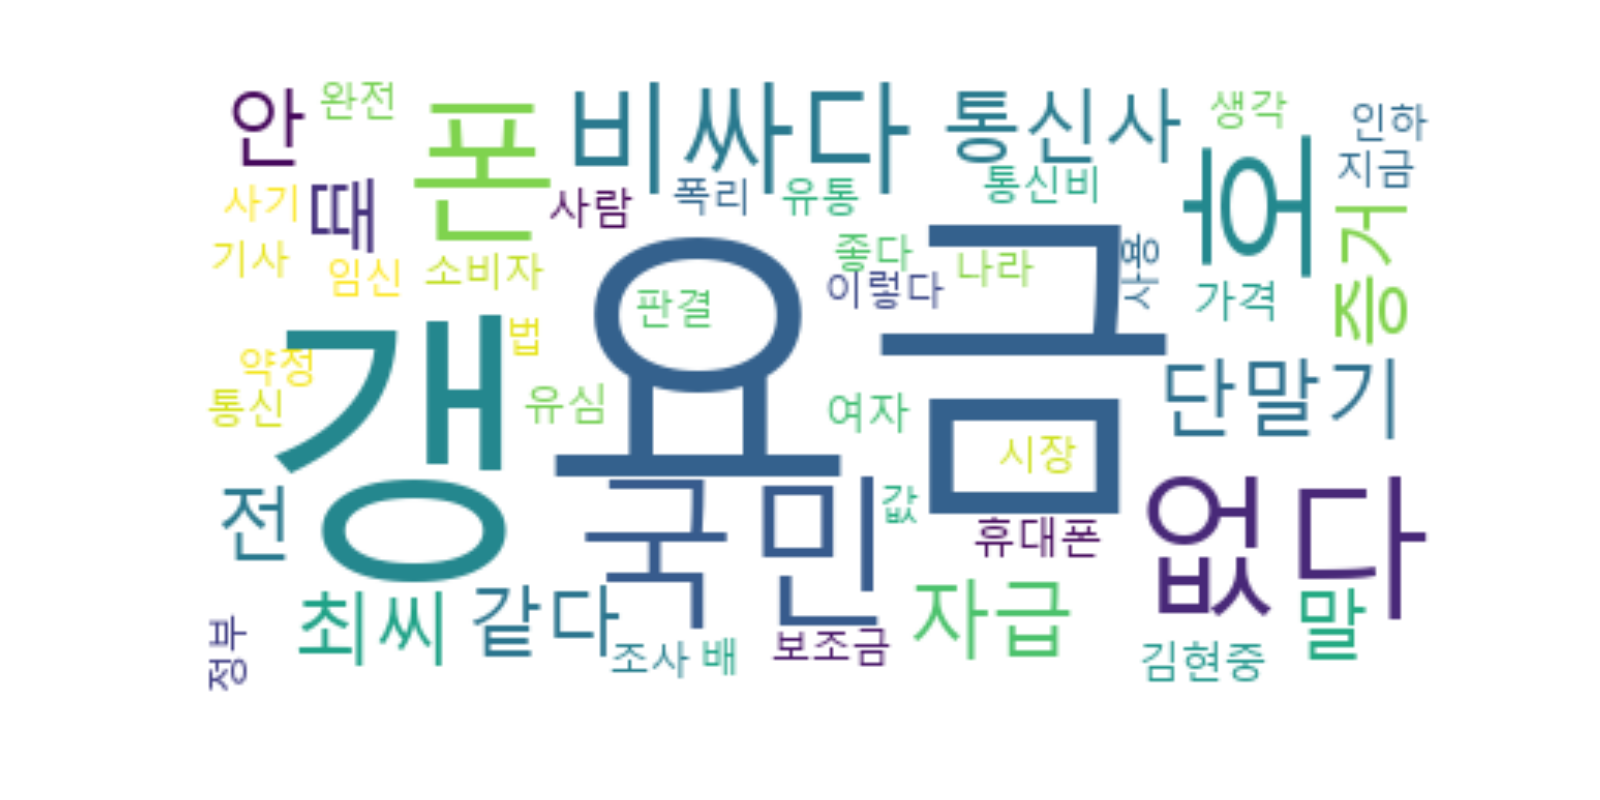 안
완전
폰
비싸다
통신사
생각
인하
지금
호
사기
때
사람
폭리
유통
통신비
증거
기사
임신
소비자
판결
좋다
이렇다
나라
사용
가격
갱
요금
법
약정
통신
유심
여자
시장
단말기
전
국민
값
휴대폰
없다
정부
최씨
같다
조사
배
보조금
자급
김현중
말